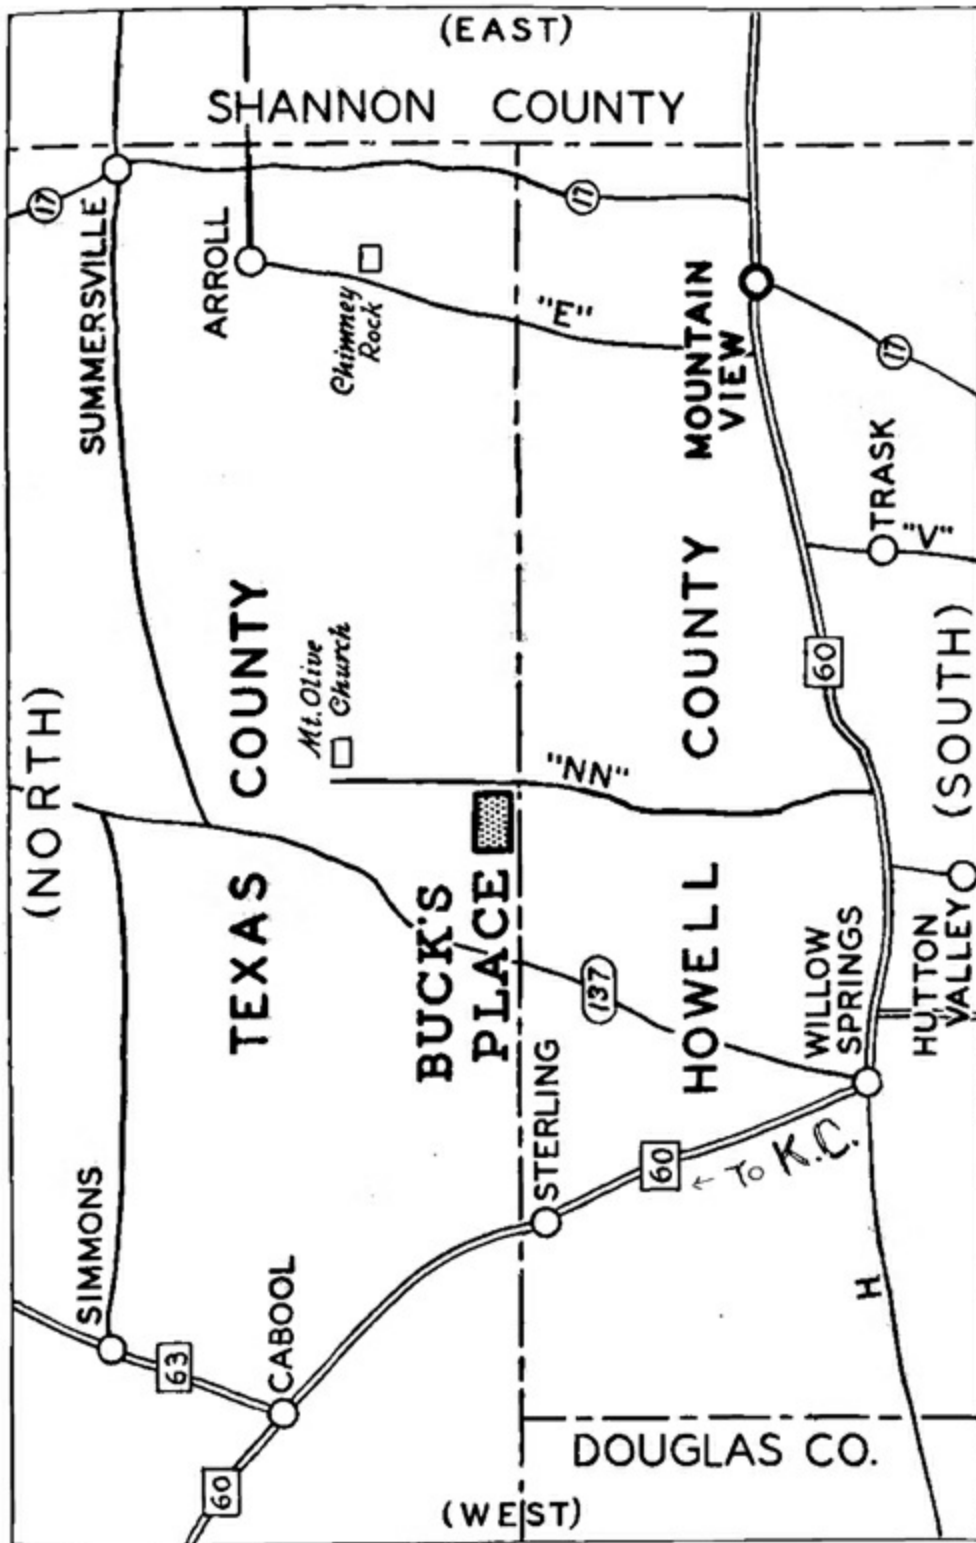 (EAST)
SHANNON COUNTY
17
SUMMERSVILLE
ARROLL
Chimney
Rock
"E"
17
MOUNTAIN
VIEW
17
TRASK
"V"
(NORTH)
TEXAS COUNTY
Mt. Olive
Church
"NN"
BUCK'S
PLACE
HOWELL COUNTY
60
(SOUTH)
137
WILLOW
SPRINGS
HUTTON
VALLEY
STERLING
60
← To K.C.
SIMMONS
63
CABOOL
60
H
DOUGLAS CO.
(WEST)